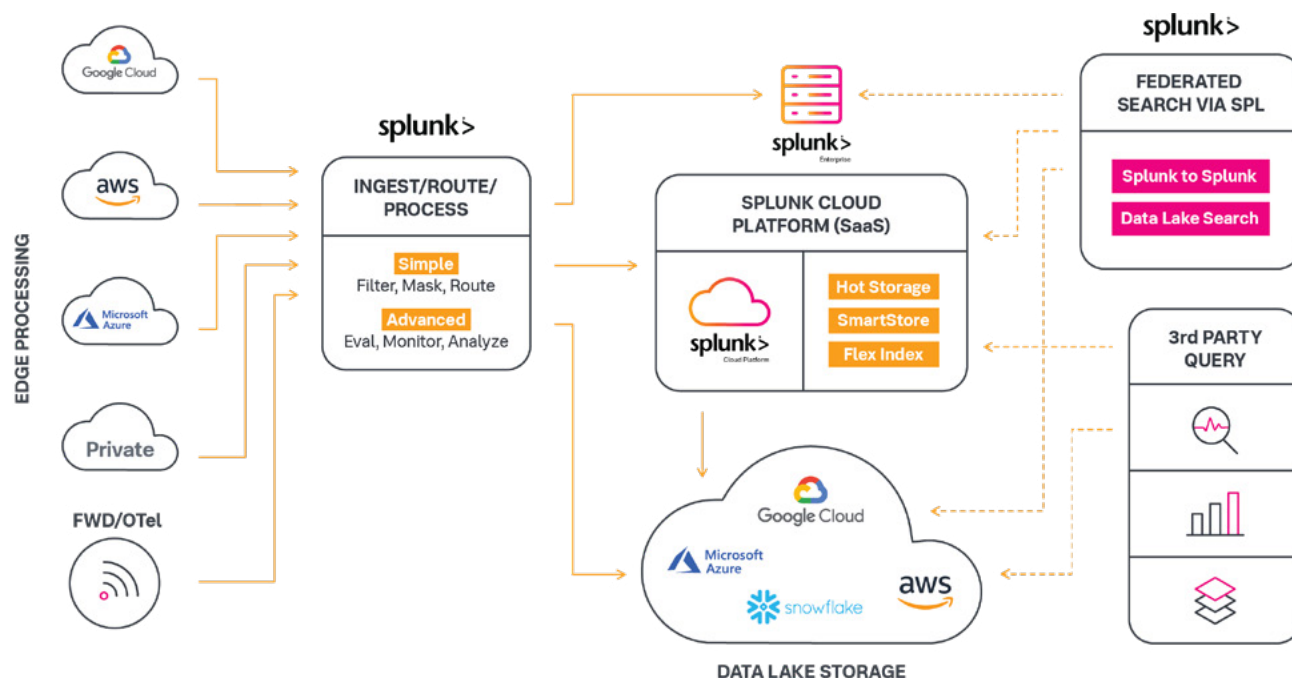 EDGE PROCESSING
Google Cloud
aws
Microsoft
Azure
Private
FWD/OTel
splunk>
INGEST/ROUTE/
PROCESS
Simple
Filter, Mask, Route
Advanced
Eval, Monitor, Analyze
splunk>
Enterprise
SPLUNK CLOUD
PLATFORM (SaaS)
splunk>
Cloud Platform
Hot Storage
SmartStore
Flex Index
Google Cloud
Microsoft
Azure
snowflake
aws
DATA LAKE STORAGE
splunk>
FEDERATED
SEARCH VIA SPL
Splunk to Splunk
Data Lake Search
3rd PARTY
QUERY